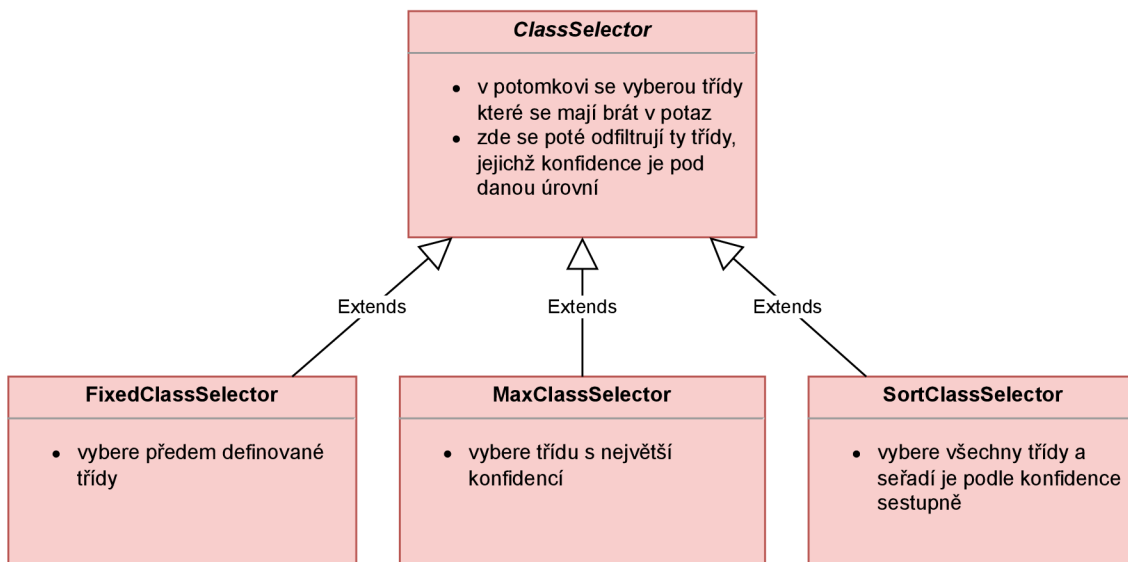 ClassSelector
• v potomkovi se vyberou třídy
které se mají brát v potaz
• zde se poté odfiltrují ty třídy,
jejichž konfidence je pod
danou úrovní
Extends
Extends
Extends
FixedClassSelector
• vybere předem definované
třídy
MaxClassSelector
• vybere třídu s největší
konfidencí
SortClassSelector
• vybere všechny třídy a
seřadí je podle konfidence
sestupně